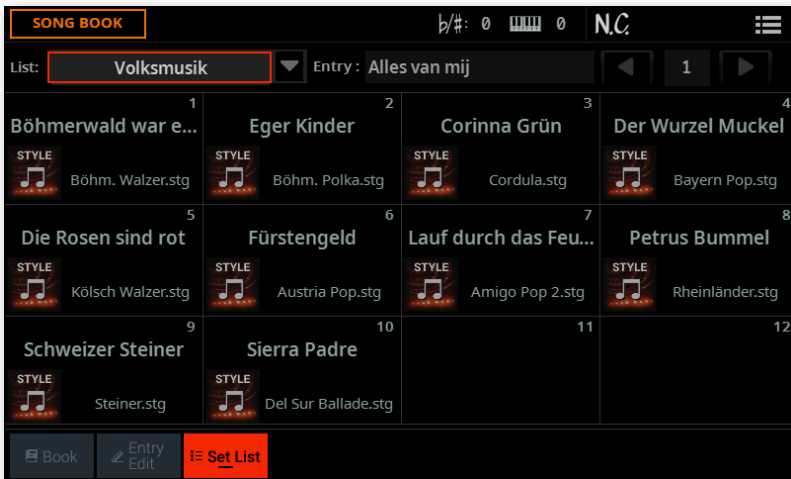 SONG BOOK
♭/#: 0 0 N.C.
List: Volksmusik Entry : Alles van mij 1
1 2 3 4
Böhmerwald war e... Eger Kinder Corinna Grün Der Wurzel Muckel
STYLE STYLE STYLE STYLE
Böhm. Walzer.stg Böhm. Polka.stg Cordula.stg Bayern Pop.stg
5 6 7 8
Die Rosen sind rot Fürstengeld Lauf durch das Feu... Petrus Bummel
STYLE STYLE STYLE STYLE
Kölsch Walzer.stg Austria Pop.stg Amigo Pop 2.stg Rheinländer.stg
9 10 11 12
Schweizer Steiner Sierra Padre
STYLE STYLE
Steiner.stg Del Sur Ballade.stg
Book Entry Edit Set List